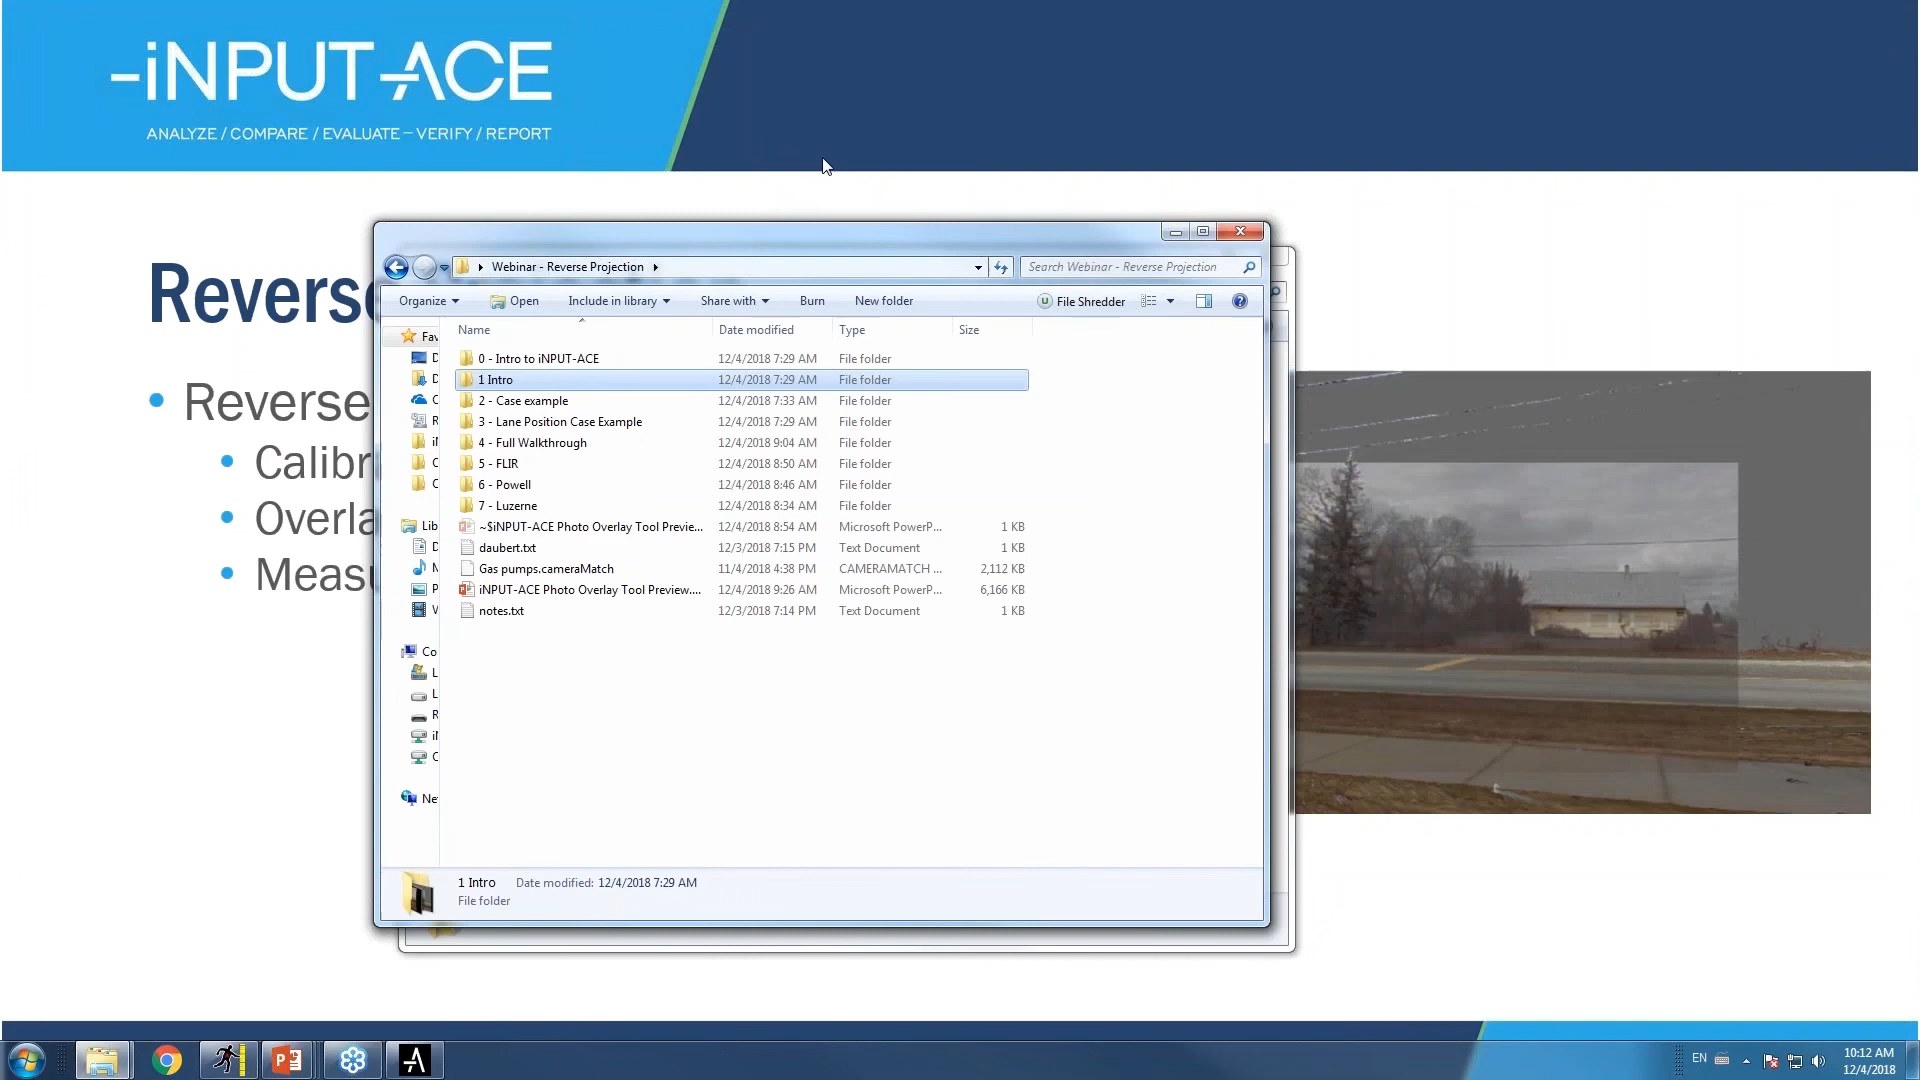 -iNPUT-ACE
ANALYZE / COMPARE / EVALUATE – VERIFY / REPORT
Webinar - Reverse Projection
Search Webinar - Reverse Projection
Organize
Open
Include in library
Share with
Burn
New folder
File Shredder
Name
Date modified
Type
Size
0 - Intro to iNPUT-ACE 12/4/2018 7:29 AM File folder
1 Intro 12/4/2018 7:29 AM File folder
2 - Case example 12/4/2018 7:33 AM File folder
3 - Lane Position Case Example 12/4/2018 7:29 AM File folder
4 - Full Walkthrough 12/4/2018 9:04 AM File folder
5 - FLIR 12/4/2018 8:50 AM File folder
6 - Powell 12/4/2018 8:46 AM File folder
7 - Luzerne 12/4/2018 8:34 AM File folder
~$iNPUT-ACE Photo Overlay Tool Previe... 12/4/2018 8:54 AM Microsoft PowerP... 1 KB
daubert.txt 12/3/2018 7:15 PM Text Document 1 KB
Gas pumps.cameraMatch 11/4/2018 4:38 PM CAMERAMATCH ... 2,112 KB
iNPUT-ACE Photo Overlay Tool Preview.... 12/4/2018 9:26 AM Microsoft PowerP... 6,166 KB
notes.txt 12/3/2018 7:14 PM Text Document 1 KB
Fav
Lib
Co
Net
1 Intro Date modified: 12/4/2018 7:29 AM
File folder
Reverse
• Reverse
• Calibr
• Overla
• Measu
EN
10:12 AM
12/4/2018